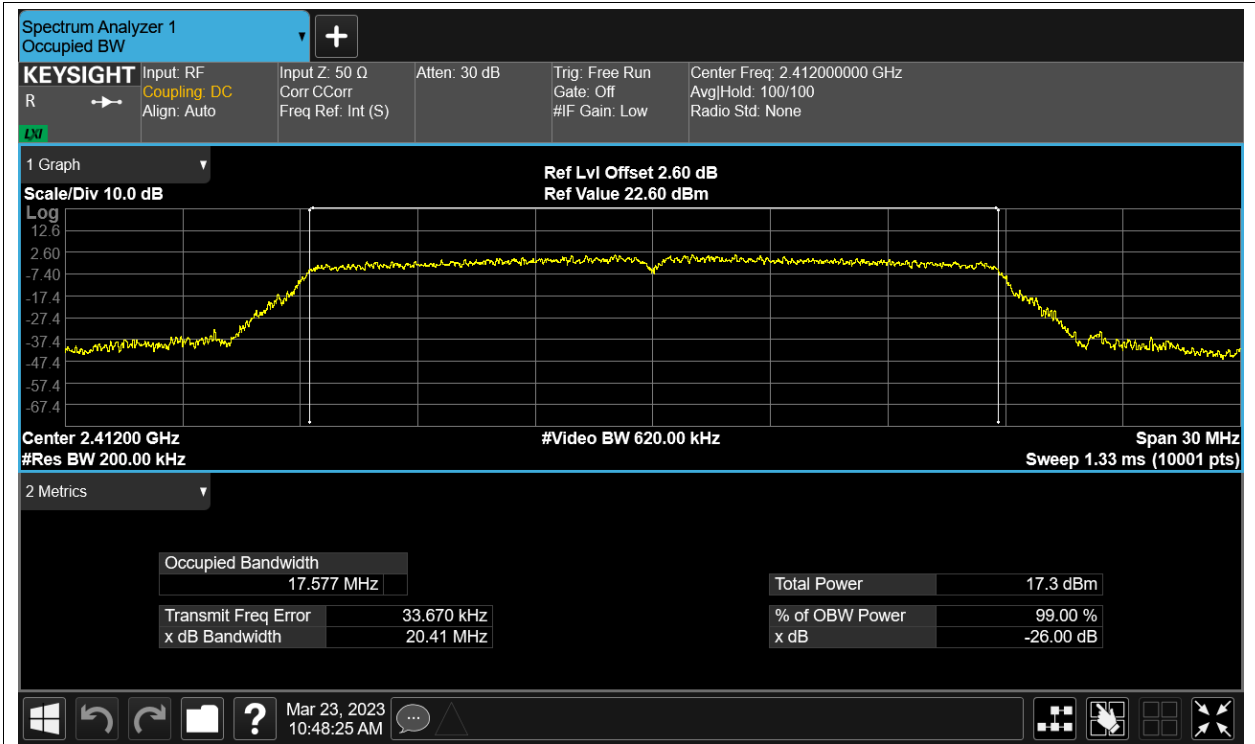 Spectrum Analyzer 1
Occupied BW
KEYSIGHT
R
LXI
Input: RF
Coupling: DC
Align: Auto
Input Z: 50 Ω
Corr CCorr
Freq Ref: Int (S)
Atten: 30 dB
Trig: Free Run
Gate: Off
#IF Gain: Low
Center Freq: 2.412000000 GHz
Avg|Hold: 100/100
Radio Std: None
1 Graph
Scale/Div 10.0 dB
Ref Lvl Offset 2.60 dB
Ref Value 22.60 dBm
Log
12.6
2.60
-7.40
-17.4
-27.4
-37.4
-47.4
-57.4
-67.4
Center 2.41200 GHz
#Video BW 620.00 kHz
Span 30 MHz
#Res BW 200.00 kHz
Sweep 1.33 ms (10001 pts)
2 Metrics
Occupied Bandwidth
17.577 MHz
Total Power 17.3 dBm
Transmit Freq Error 33.670 kHz
% of OBW Power 99.00 %
x dB Bandwidth 20.41 MHz
x dB -26.00 dB
?
Mar 23, 2023
10:48:25 AM